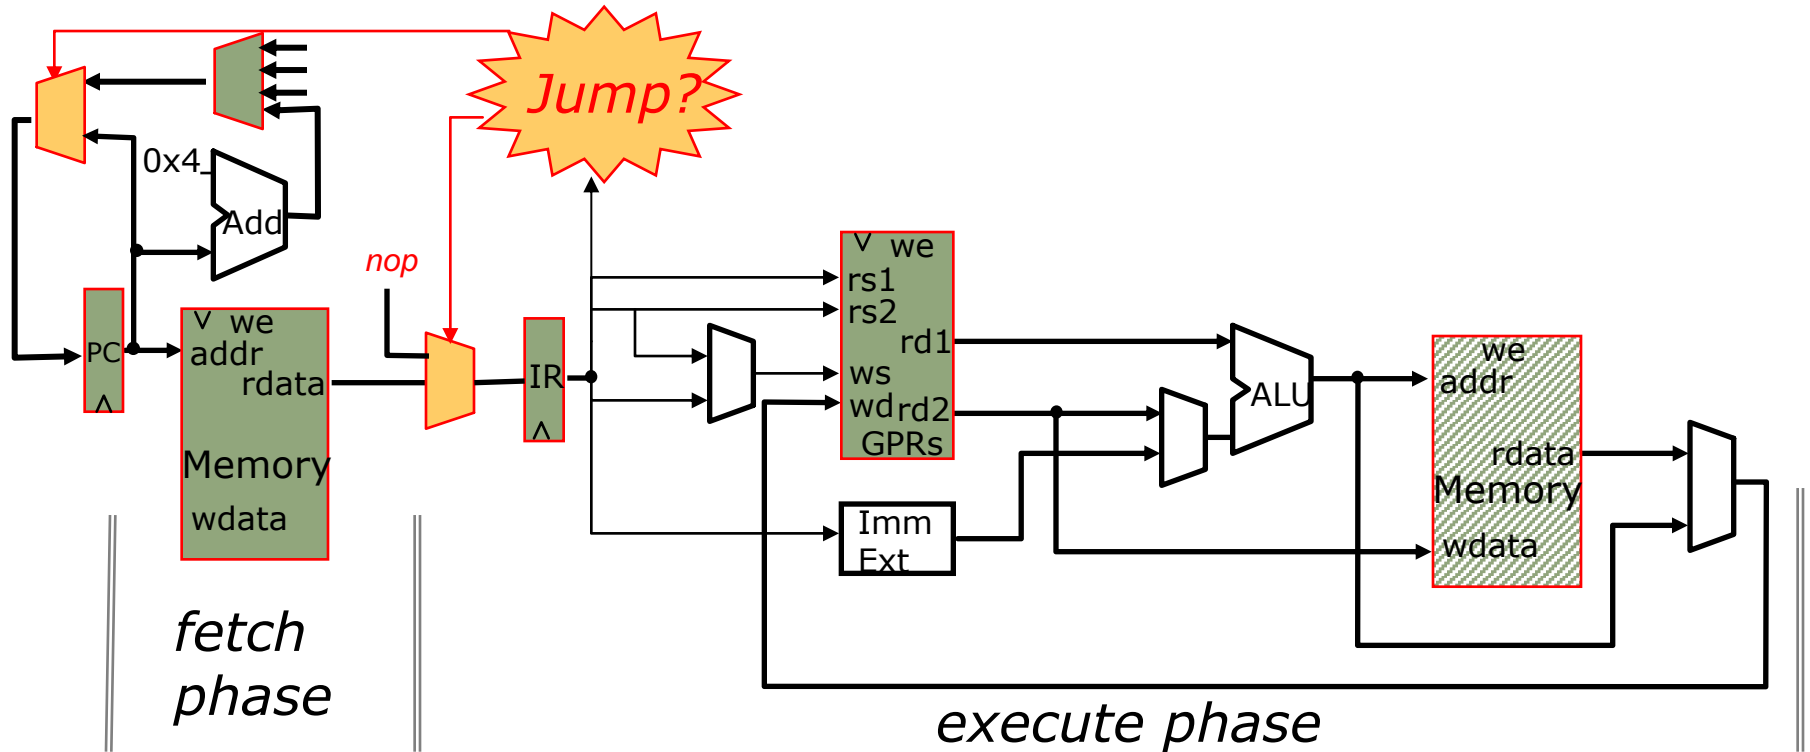 Jump?
0x4
Add
nop
PC
we
addr
rdata
Memory
wdata
IR
we
rs1
rs2
rd1
ws
wd rd2
GPRs
Imm
Ext
ALU
we
addr
rdata
Memory
wdata
fetch
phase
execute phase